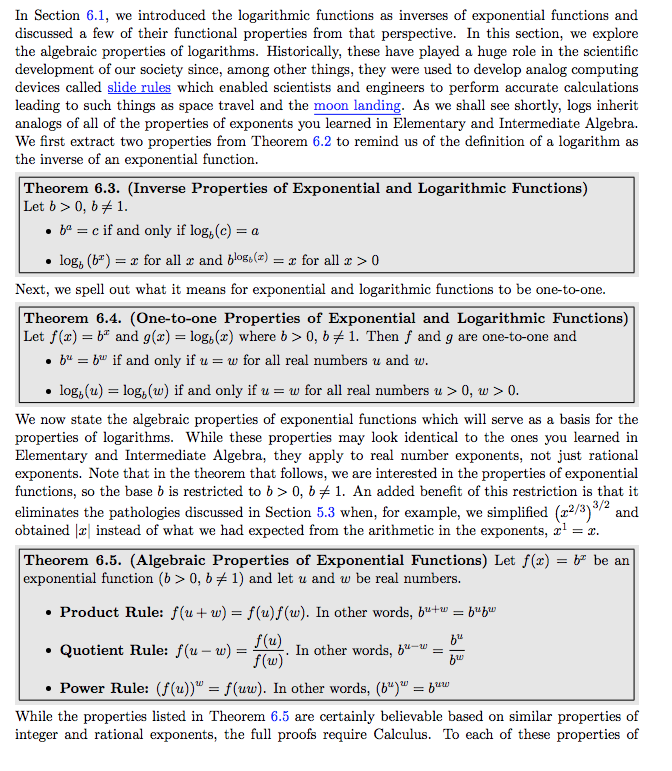 In Section 6.1, we introduced the logarithmic functions as inverses of exponential functions and
discussed a few of their functional properties from that perspective. In this section, we explore
the algebraic properties of logarithms. Historically, these have played a huge role in the scientific
development of our society since, among other things, they were used to develop analog computing
devices called slide rules which enabled scientists and engineers to perform accurate calculations
leading to such things as space travel and the moon landing. As we shall see shortly, logs inherit
analogs of all of the properties of exponents you learned in Elementary and Intermediate Algebra.
We first extract two properties from Theorem 6.2 to remind us of the definition of a logarithm as
the inverse of an exponential function.
Theorem 6.3. (Inverse Properties of Exponential and Logarithmic Functions)
Let b > 0, b ≠ 1.
• b^a = c if and only if log_b(c) = a
• log_b (b^x) = x for all x and b^{log_b(x)} = x for all x > 0
Next, we spell out what it means for exponential and logarithmic functions to be one-to-one.
Theorem 6.4. (One-to-one Properties of Exponential and Logarithmic Functions)
Let f(x) = b^x and g(x) = log_b(x) where b > 0, b ≠ 1. Then f and g are one-to-one and
• b^u = b^w if and only if u = w for all real numbers u and w.
• log_b(u) = log_b(w) if and only if u = w for all real numbers u > 0, w > 0.
We now state the algebraic properties of exponential functions which will serve as a basis for the
properties of logarithms. While these properties may look identical to the ones you learned in
Elementary and Intermediate Algebra, they apply to real number exponents, not just rational
exponents. Note that in the theorem that follows, we are interested in the properties of exponential
functions, so the base b is restricted to b > 0, b ≠ 1. An added benefit of this restriction is that it
eliminates the pathologies discussed in Section 5.3 when, for example, we simplified (x^{2/3})^{3/2} and
obtained |x| instead of what we had expected from the arithmetic in the exponents, x^1 = x.
Theorem 6.5. (Algebraic Properties of Exponential Functions) Let f(x) = b^x be an
exponential function (b > 0, b ≠ 1) and let u and w be real numbers.
• Product Rule: f(u + w) = f(u)f(w). In other words, b^{u+w} = b^u b^w
• Quotient Rule: f(u − w) = f(u)/f(w). In other words, b^{u−w} = b^u/b^w
• Power Rule: (f(u))^w = f(uw). In other words, (b^u)^w = b^{uw}
While the properties listed in Theorem 6.5 are certainly believable based on similar properties of
integer and rational exponents, the full proofs require Calculus. To each of these properties of